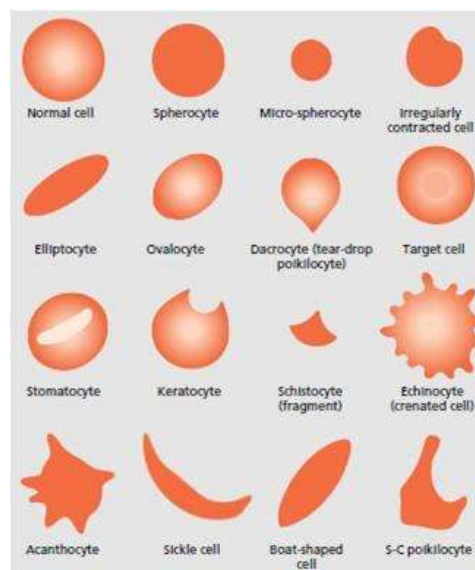 Normal cell
Spherocyte
Micro-spherocyte
Irregularly
contracted cell
Elliptocyte
Ovalocyte
Dacrocyte (tear-drop
poikilocyte)
Target cell
Stomatocyte
Keratocyte
Schistocyte
(fragment)
Echinocyte
(crenated cell)
Acanthocyte
Sickle cell
Boat-shaped
cell
S-C poikilocyte